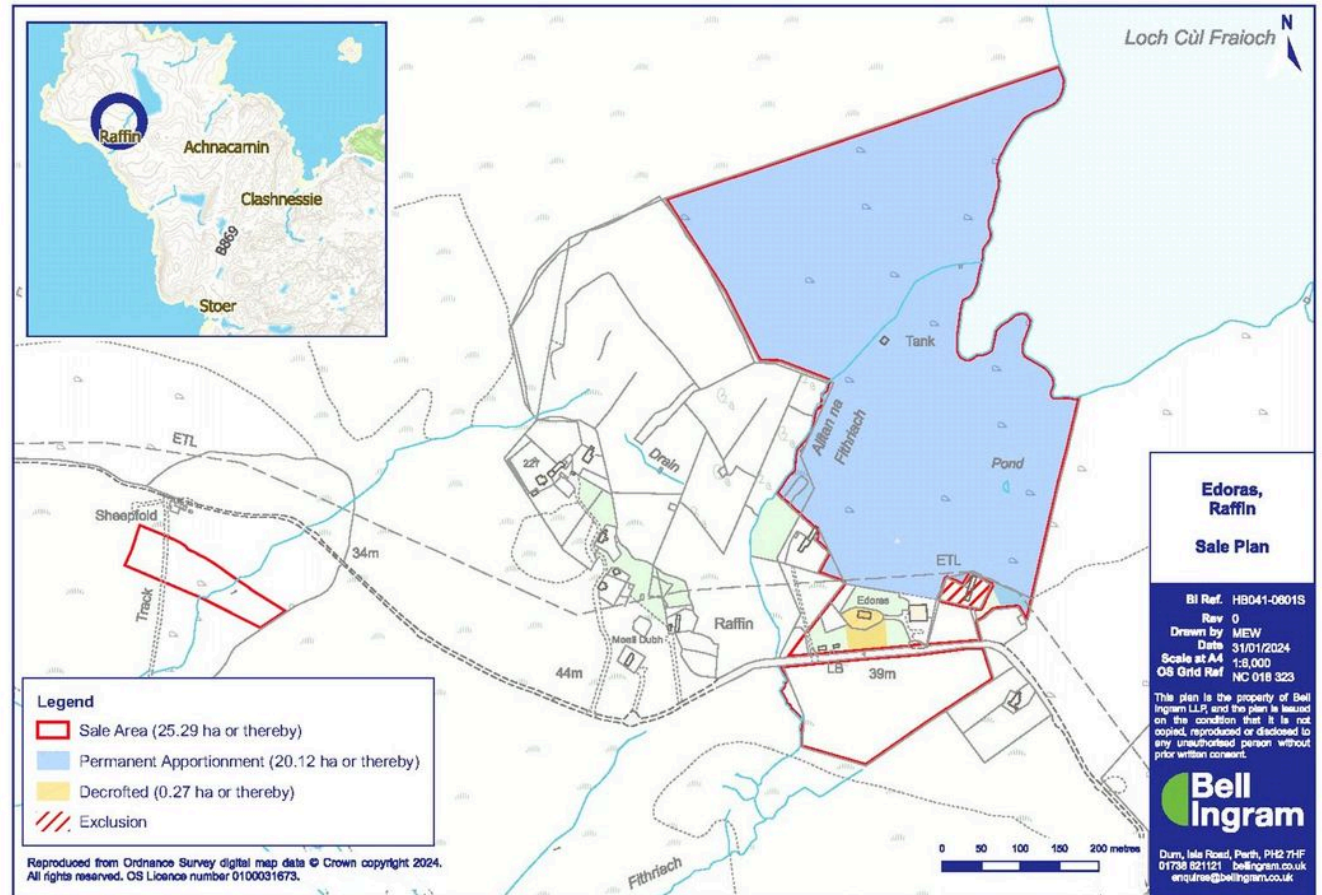 Loch Cùl Fraioch
N
Raffin
Achnacarnin
Clashnessie
B869
Stoer
Tank
Alltan na
Fithrisch
Pond
Drain
227
ETL
Sheepfold
34m
Track
ETL
Edoras
Raffin
Meall Dubh
44m
LB
39m
Fithrisch
Legend
Sale Area (25.29 ha or thereby)
Permanent Apportionment (20.12 ha or thereby)
Decrofted (0.27 ha or thereby)
Exclusion
Reproduced from Ordnance Survey digital map data © Crown copyright 2024.
All rights reserved. OS Licence number 0100031673.
0 50 100 150 200 metres
Edoras,
Raffin
Sale Plan
BI Ref. HB041-0601S
Rev 0
Drawn by MEW
Date 31/01/2024
Scale at A4 1:6,000
OS Grid Ref NC 018 323
This plan is the property of Bell
Ingram LLP, and the plan is issued
on the condition that it is not
copied, reproduced or disclosed to
any unauthorised person without
prior written consent.
Bell
Ingram
Durn, Isla Road, Perth, PH2 7HF
01738 621121 bellingram.co.uk
enquiries@bellingram.co.uk